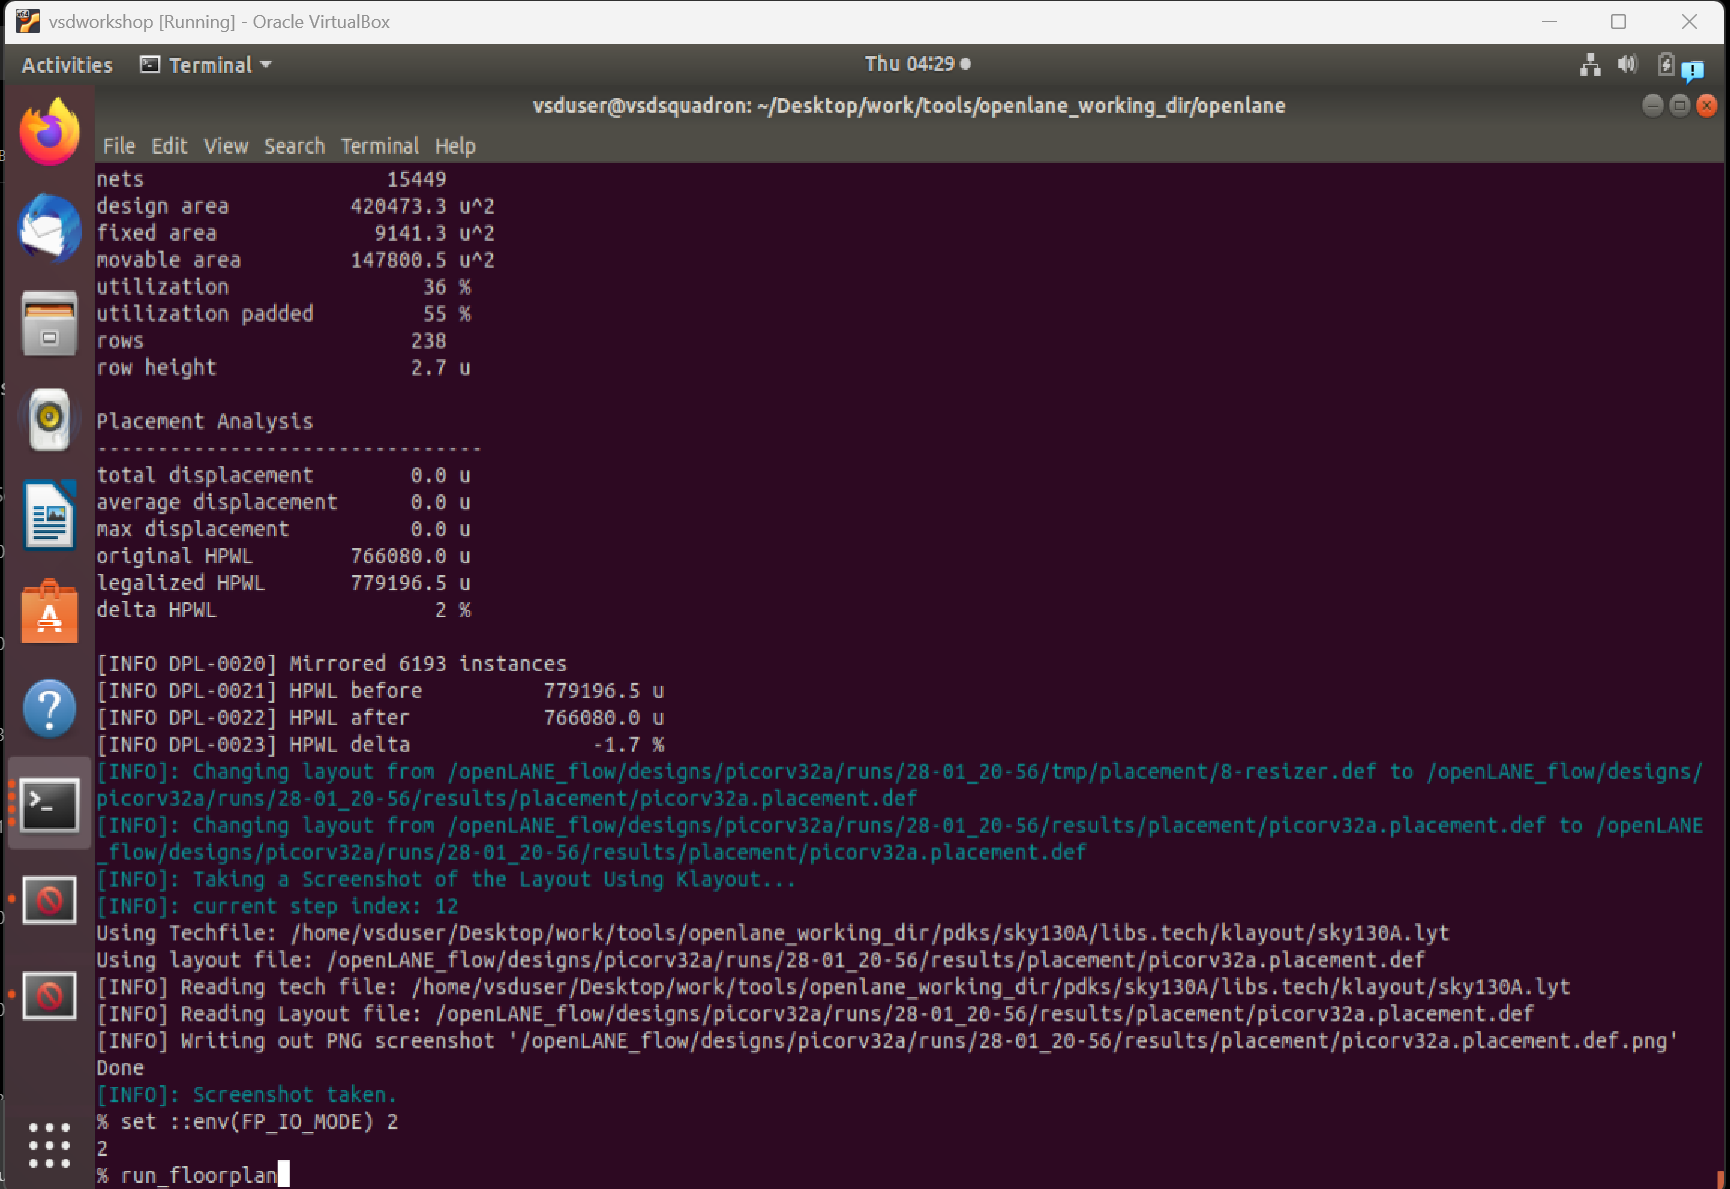 vsdworkshop [Running] - Oracle VirtualBox
Activities Terminal Thu 04:29
vsduser@vsdsquadron: ~/Desktop/work/tools/openlane_working_dir/openlane
File Edit View Search Terminal Help
nets 15449
design area 420473.3 u^2
fixed area 9141.3 u^2
movable area 147800.5 u^2
utilization 36 %
utilization padded 55 %
rows 238
row height 2.7 u
Placement Analysis
--------------------------------
total displacement 0.0 u
average displacement 0.0 u
max displacement 0.0 u
original HPWL 766080.0 u
legalized HPWL 779196.5 u
delta HPWL 2 %
[INFO DPL-0020] Mirrored 6193 instances
[INFO DPL-0021] HPWL before 779196.5 u
[INFO DPL-0022] HPWL after 766080.0 u
[INFO DPL-0023] HPWL delta -1.7 %
[INFO]: Changing layout from /openLANE_flow/designs/picorv32a/runs/28-01_20-56/tmp/placement/8-resizer.def to /openLANE_flow/designs/
picorv32a/runs/28-01_20-56/results/placement/picorv32a.placement.def
[INFO]: Changing layout from /openLANE_flow/designs/picorv32a/runs/28-01_20-56/results/placement/picorv32a.placement.def to /openLANE
_flow/designs/picorv32a/runs/28-01_20-56/results/placement/picorv32a.placement.def
[INFO]: Taking a Screenshot of the Layout Using Klayout...
[INFO]: current step index: 12
Using Techfile: /home/vsduser/Desktop/work/tools/openlane_working_dir/pdks/sky130A/libs.tech/klayout/sky130A.lyt
Using layout file: /openLANE_flow/designs/picorv32a/runs/28-01_20-56/results/placement/picorv32a.placement.def
[INFO] Reading tech file: /home/vsduser/Desktop/work/tools/openlane_working_dir/pdks/sky130A/libs.tech/klayout/sky130A.lyt
[INFO] Reading Layout file: /openLANE_flow/designs/picorv32a/runs/28-01_20-56/results/placement/picorv32a.placement.def
[INFO] Writing out PNG screenshot '/openLANE_flow/designs/picorv32a/runs/28-01_20-56/results/placement/picorv32a.placement.def.png'
Done
[INFO]: Screenshot taken.
% set ::env(FP_IO_MODE) 2
2
% run_floorplan